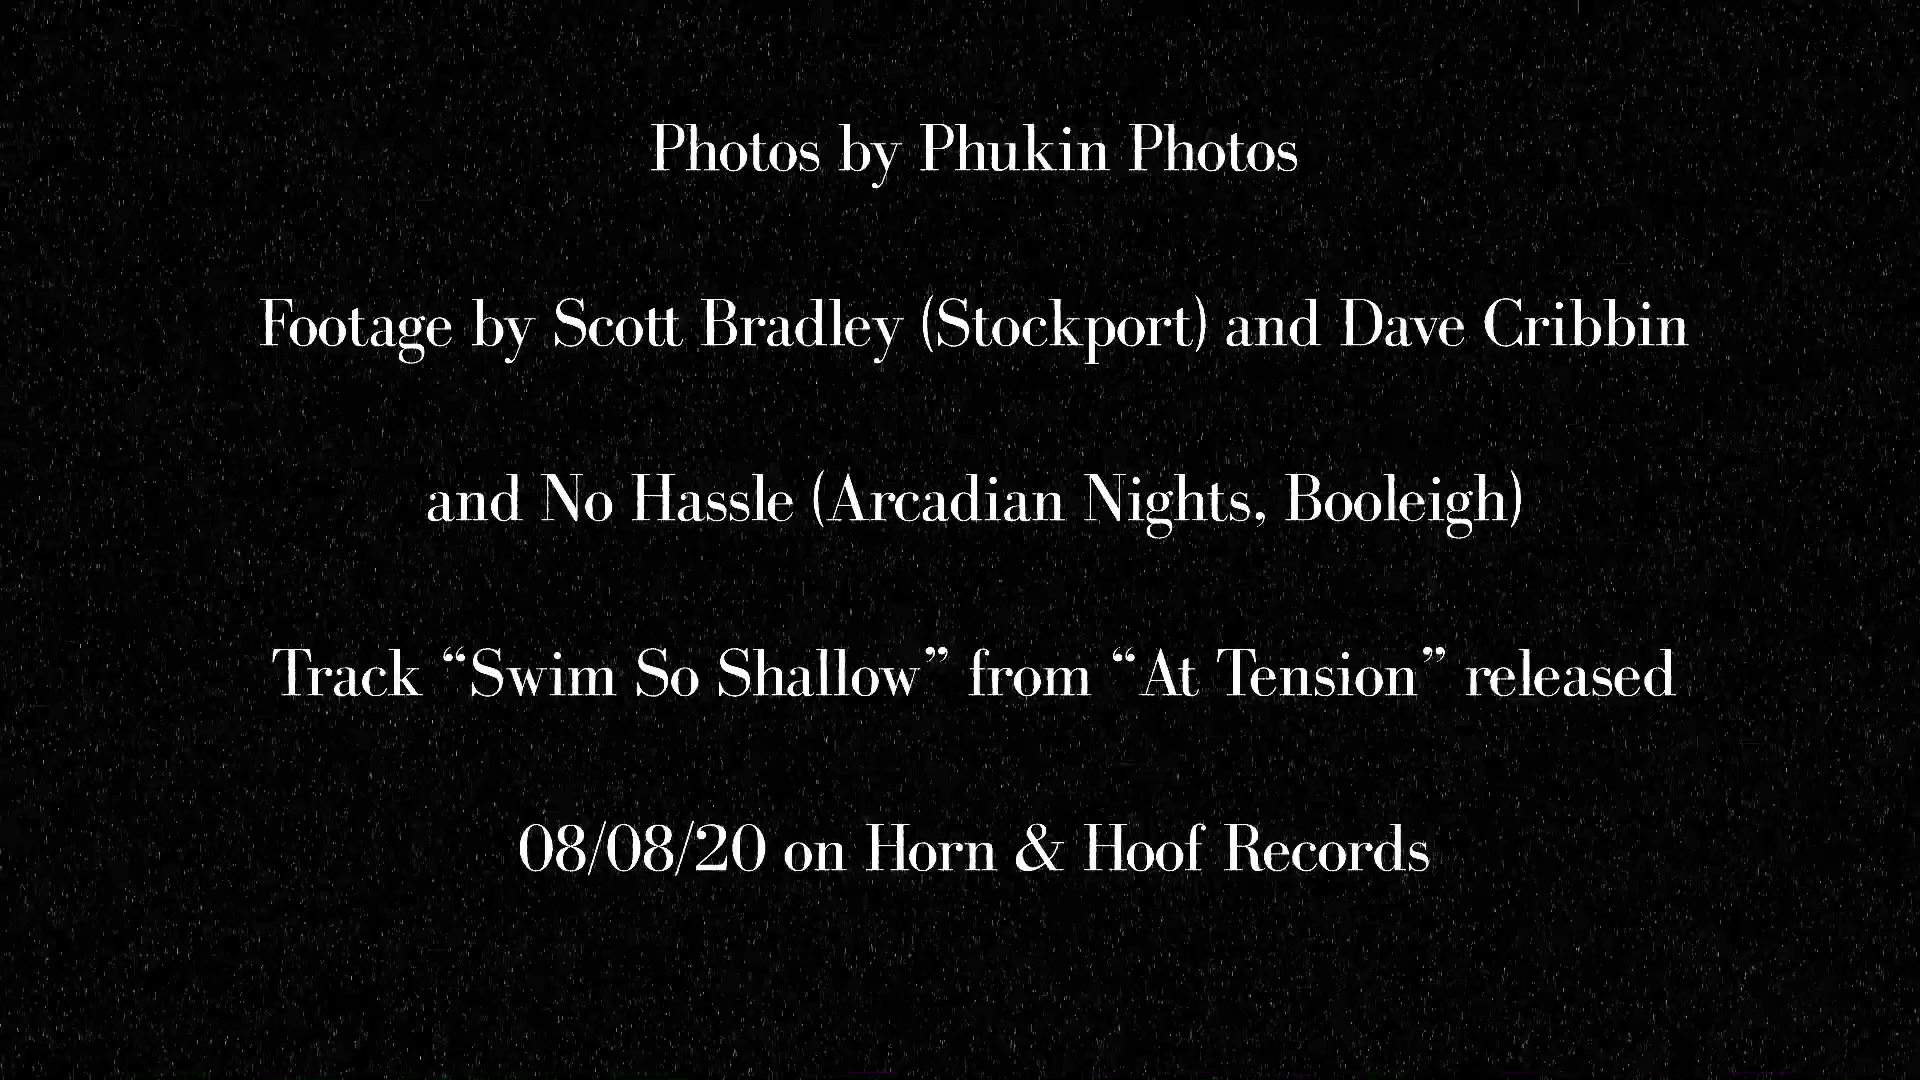 Photos by Phukin Photos
Footage by Scott Bradley (Stockport) and Dave Cribbin
and No Hassle (Arcadian Nights, Booleigh)
Track “Swim So Shallow” from “At Tension” released
08/08/20 on Horn & Hoof Records